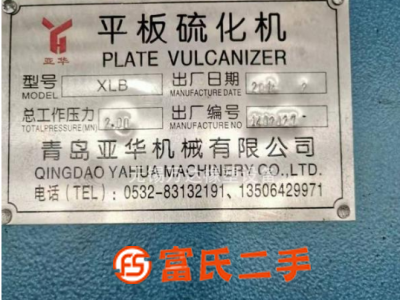 亚华
平板硫化机
PLATE VULCANIZER
型号 XLB 出厂日期
MODEL MANUFACTURE DATE
总工作压力 2.00 出厂编号
TOTALPRESSURE(MN) MANUFACTURE
青岛亚华机械有限公司
QINGDAO YAHUA MACHINERY CO.,LTD.
电话（TEL）：0532-83132191、13506429971
FS 富氏二手